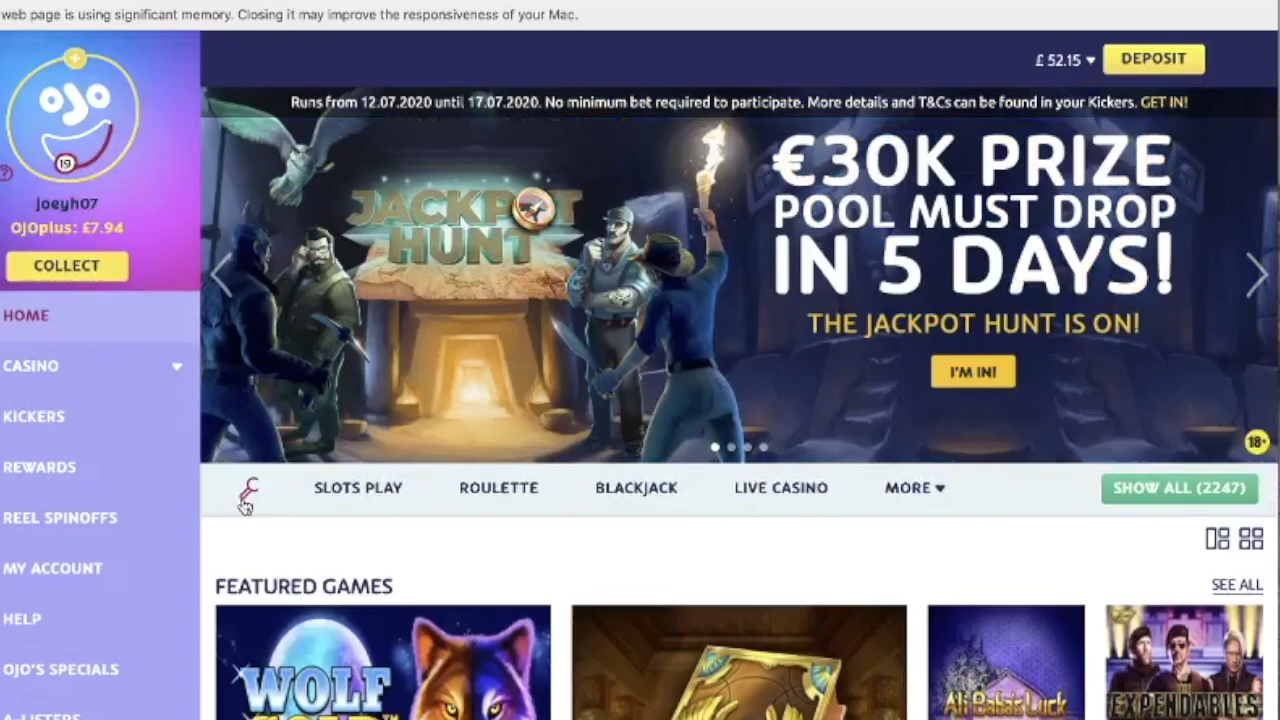 web page is using significant memory. Closing it may improve the responsiveness of your Mac.
£ 52.15
DEPOSIT
Runs from 12.07.2020 until 17.07.2020. No minimum bet required to participate. More details and T&Cs can be found in your Kickers. GET IN!
OJO
19
Joeyh07
OJOplus: £7.94
COLLECT
JACKPOT
HUNT
€30K PRIZE
POOL MUST DROP
IN 5 DAYS!
THE JACKPOT HUNT IS ON!
I'M IN!
18+
HOME
CASINO
KICKERS
REWARDS
REEL SPINOFFS
MY ACCOUNT
HELP
OJO'S SPECIALS
SLOTS PLAY
ROULETTE
BLACKJACK
LIVE CASINO
MORE
SHOW ALL (2247)
FEATURED GAMES
SEE ALL
WOLF
GOLD™
Ali Baba's Luck
EXPENDABLES